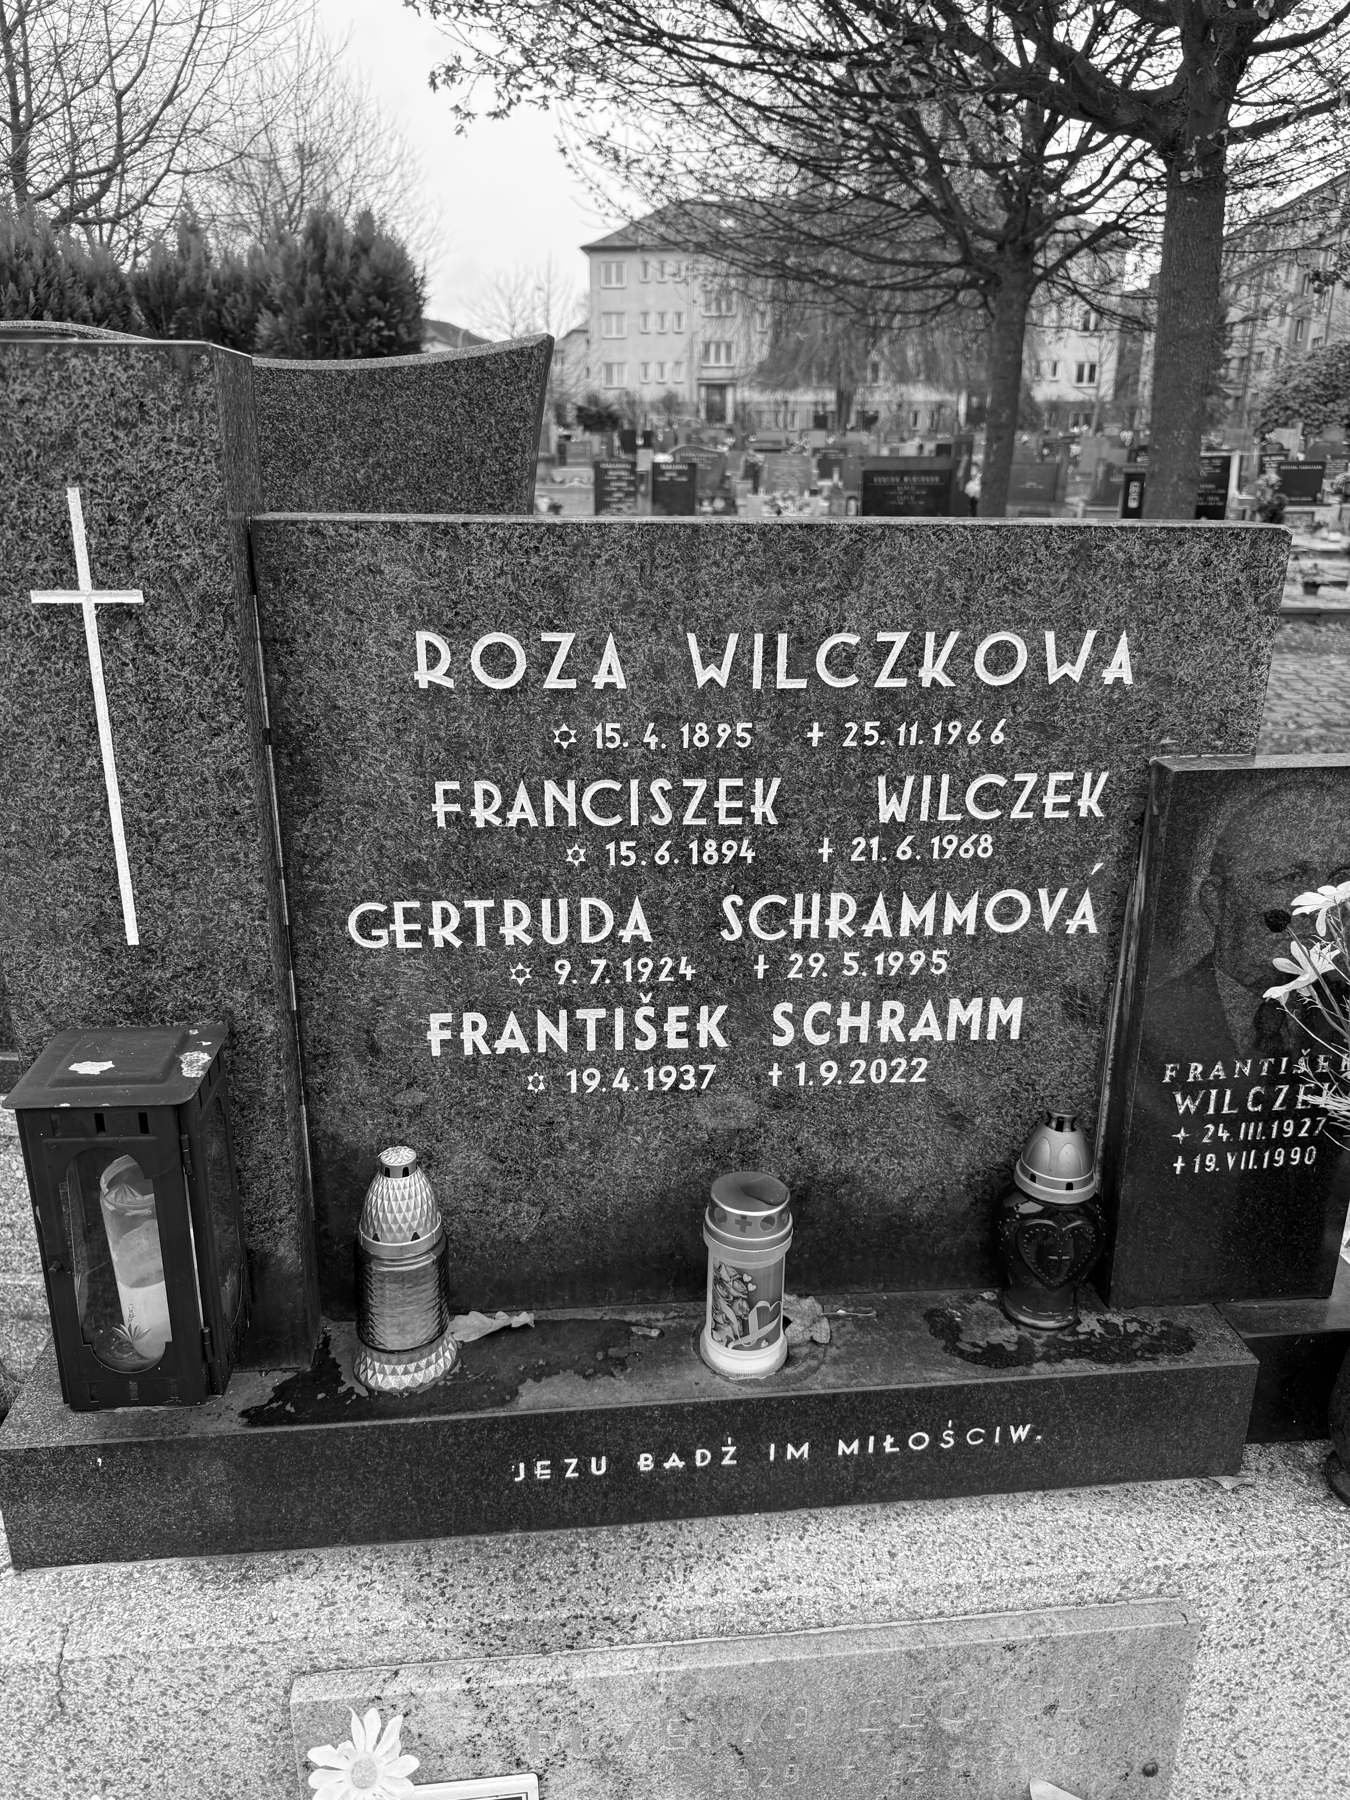 ROZA WILCZKOWA
✡ 15. 4. 1895 ✝ 25. 11. 1966
FRANCISZEK WILCZEK
✡ 15. 6. 1894 ✝ 21. 6. 1968
GERTRUDA SCHRAMMOVÁ
✡ 9. 7. 1924 ✝ 29. 5. 1995
FRANTIŠEK SCHRAMM
✡ 19.4.1937 ✝ 1.9.2022
FRANTIŠEK
WILCZEK
✦ 24.III.1927
✝ 19.VII.1990
JEZU BĄDŹ IM MIŁOŚCIW.